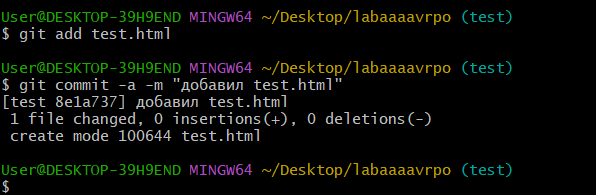 User@DESKTOP-39H9END MINGW64 ~/Desktop/labaaaavrpo (test)
$ git add test.html
User@DESKTOP-39H9END MINGW64 ~/Desktop/labaaaavrpo (test)
$ git commit -a -m "добавил test.html"
[test 8e1a737] добавил test.html
1 file changed, 0 insertions(+), 0 deletions(-)
create mode 100644 test.html
User@DESKTOP-39H9END MINGW64 ~/Desktop/labaaaavrpo (test)
$